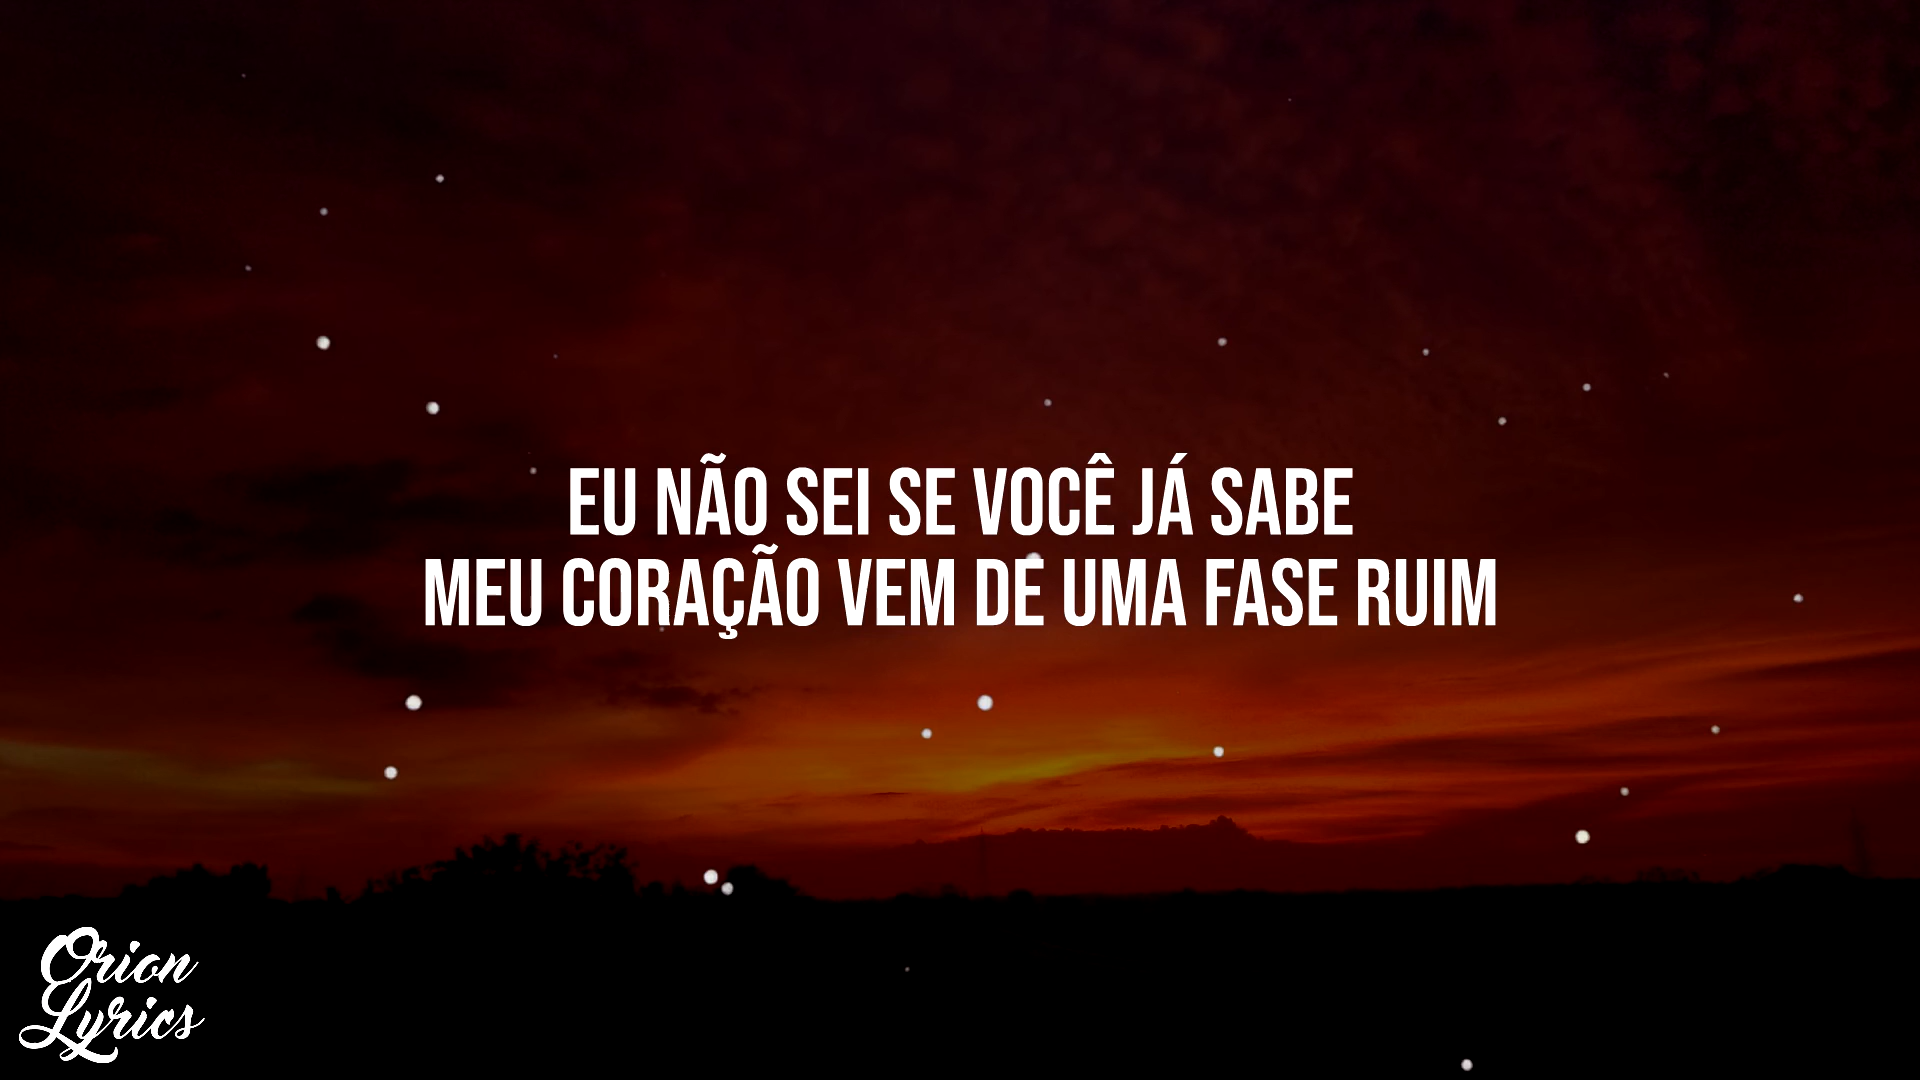 EU NÃO SEI SE VOCÊ JÁ SABE
MEU CORAÇÃO VEM DE UMA FASE RUIM
Orion
Lyrics